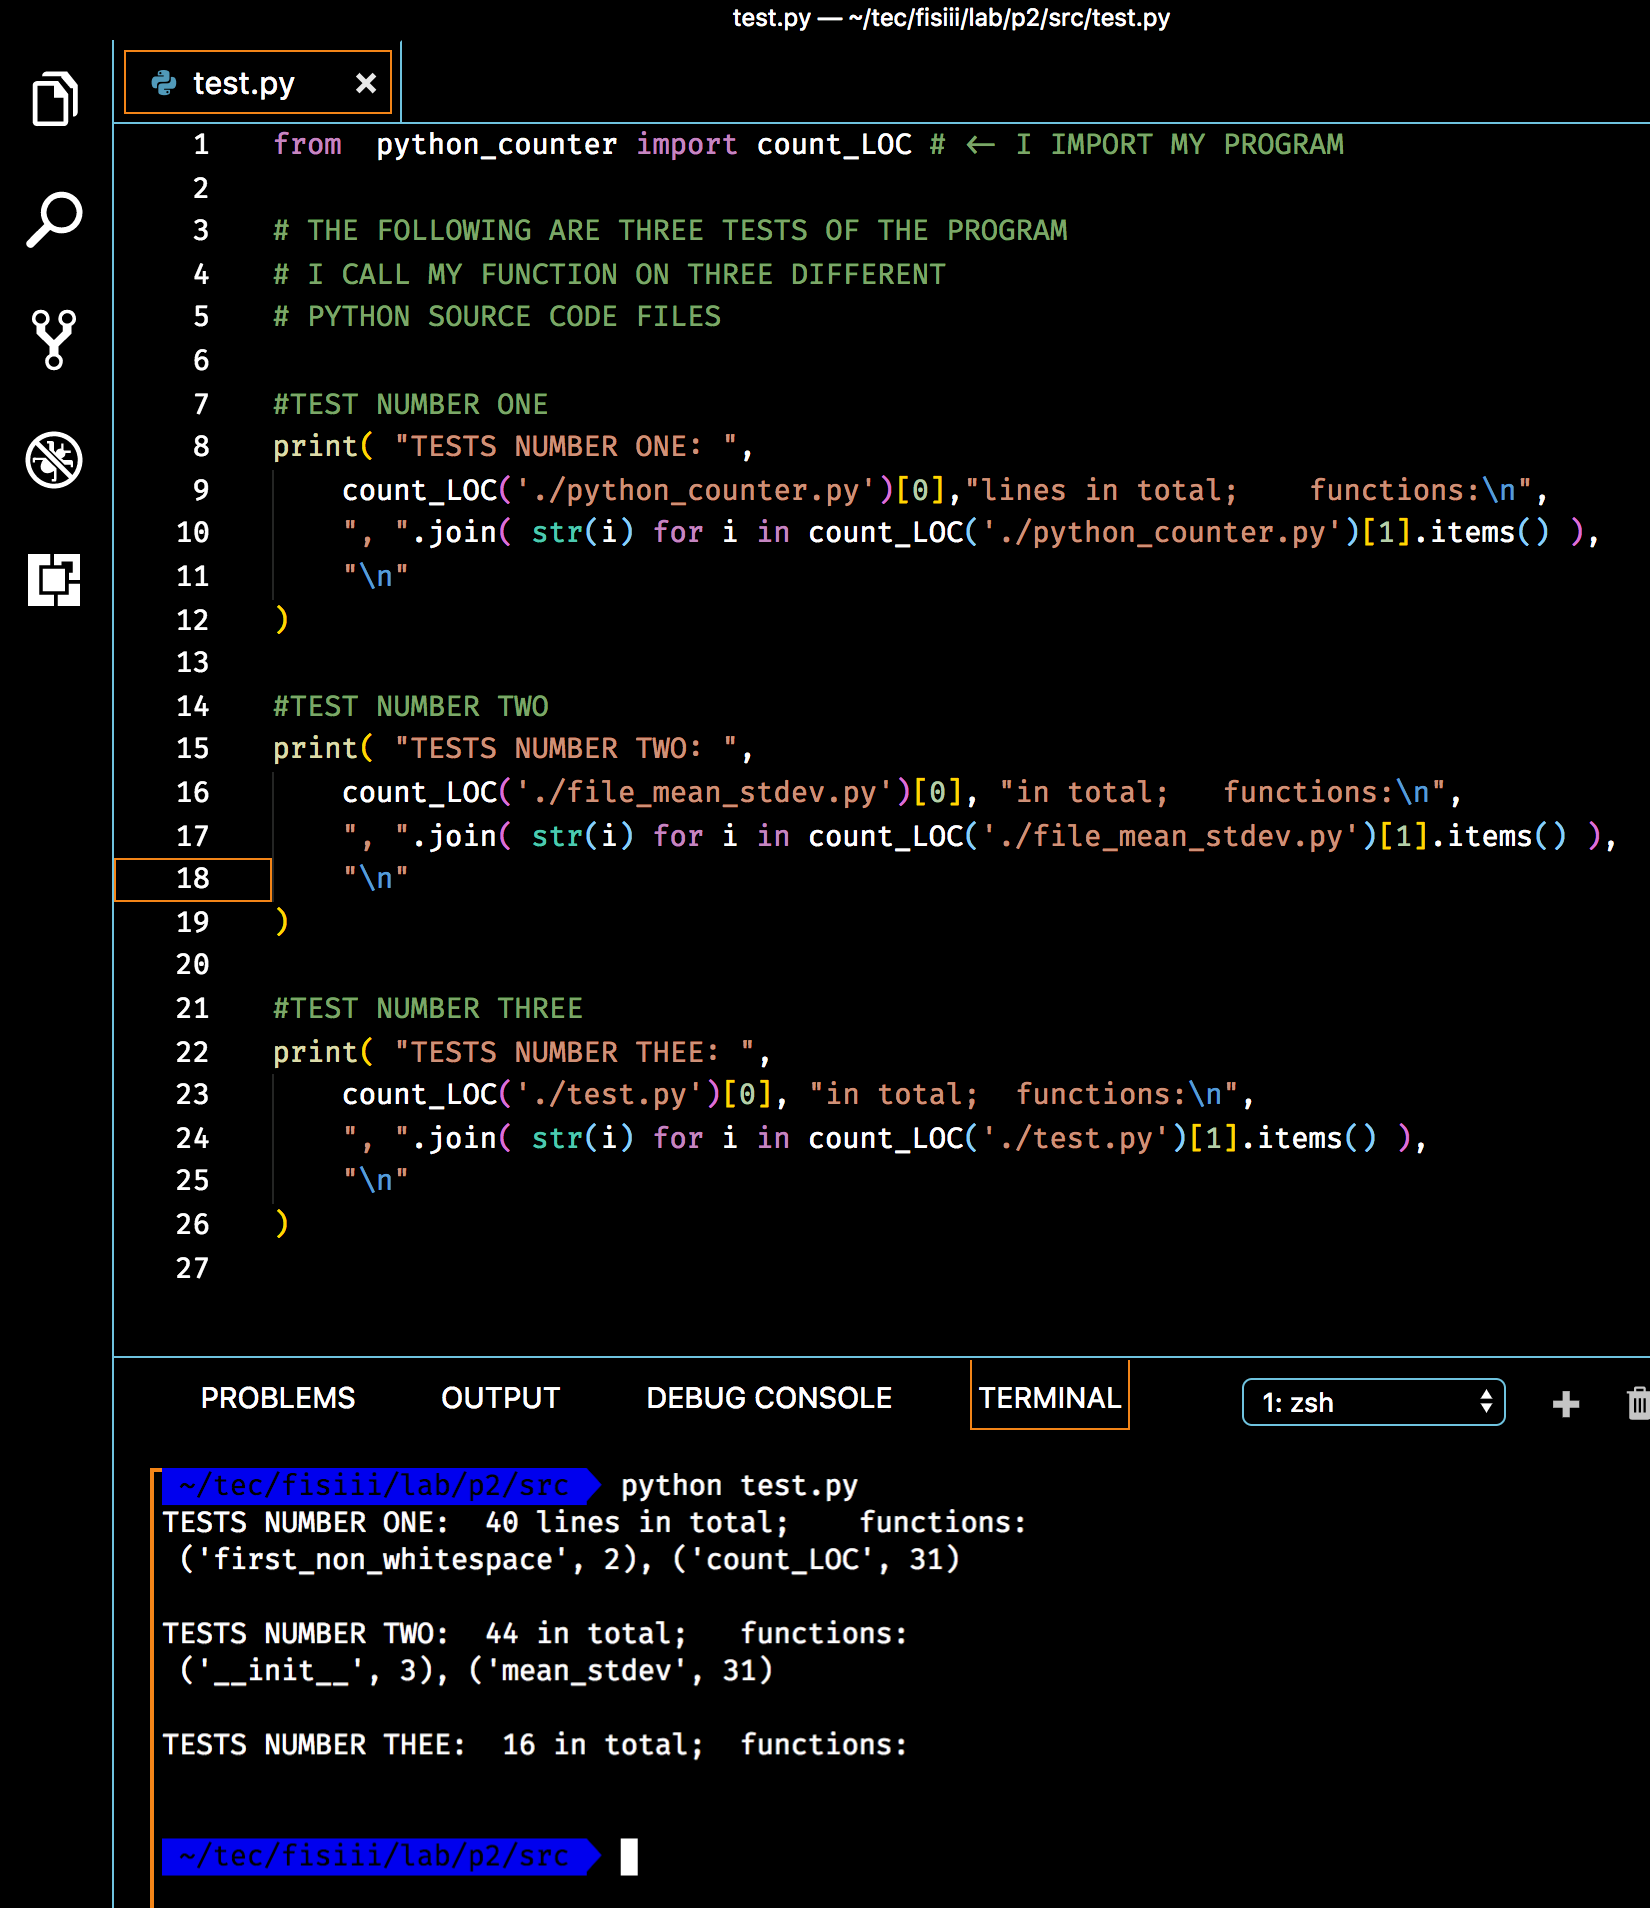 test.py — ~/tec/fisiii/lab/p2/src/test.py
test.py ×
1 from  python_counter import count_LOC # ← I IMPORT MY PROGRAM
2
3 # THE FOLLOWING ARE THREE TESTS OF THE PROGRAM
4 # I CALL MY FUNCTION ON THREE DIFFERENT
5 # PYTHON SOURCE CODE FILES
6
7 #TEST NUMBER ONE
8 print( "TESTS NUMBER ONE: ",
9     count_LOC('./python_counter.py')[0],"lines in total;    functions:\n",
10     ", ".join( str(i) for i in count_LOC('./python_counter.py')[1].items() ),
11     "\n"
12 )
13
14 #TEST NUMBER TWO
15 print( "TESTS NUMBER TWO: ",
16     count_LOC('./file_mean_stdev.py')[0], "in total;   functions:\n",
17     ", ".join( str(i) for i in count_LOC('./file_mean_stdev.py')[1].items() ),
18     "\n"
19 )
20
21 #TEST NUMBER THREE
22 print( "TESTS NUMBER THEE: ",
23     count_LOC('./test.py')[0], "in total;  functions:\n",
24     ", ".join( str(i) for i in count_LOC('./test.py')[1].items() ),
25     "\n"
26 )
27
PROBLEMS OUTPUT DEBUG CONSOLE TERMINAL 1: zsh
~/tec/fisiii/lab/p2/src python test.py
TESTS NUMBER ONE:  40 lines in total;    functions:
 ('first_non_whitespace', 2), ('count_LOC', 31)
TESTS NUMBER TWO:  44 in total;   functions:
 ('__init__', 3), ('mean_stdev', 31)
TESTS NUMBER THEE:  16 in total;  functions:
~/tec/fisiii/lab/p2/src